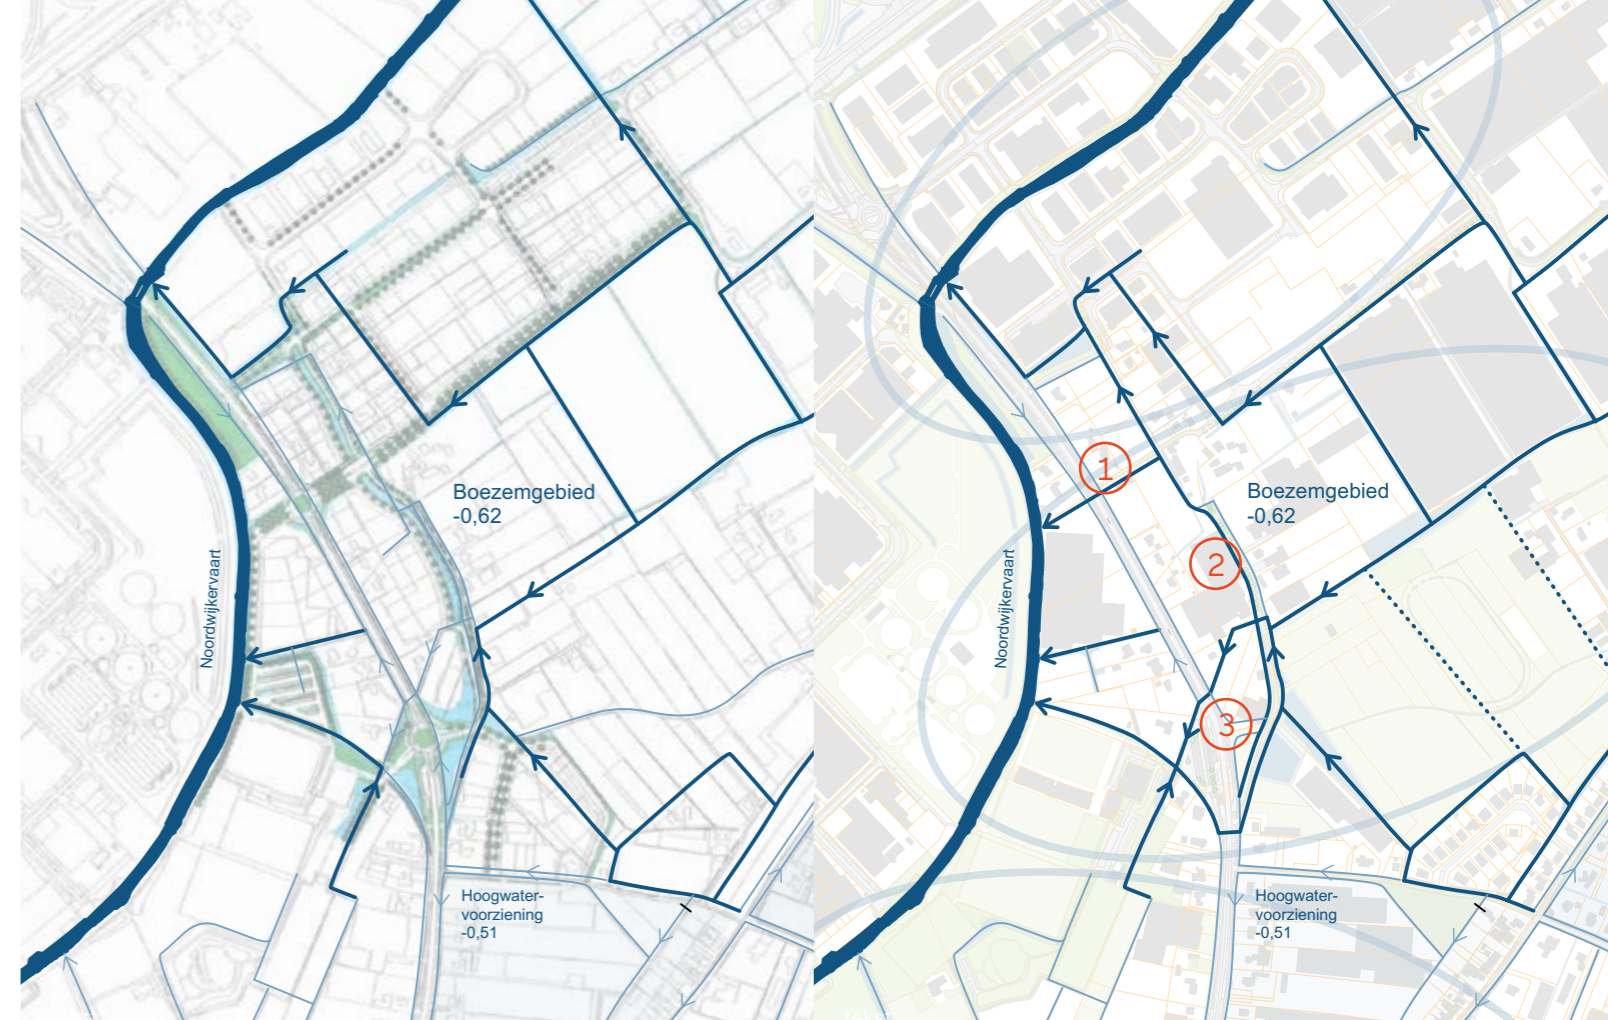 Boezemgebied
-0,62
Noordwijkervaart
Hoogwater-
voorziening
-0,51
1
Boezemgebied
-0,62
2
Noordwijkervaart
3
Hoogwater-
voorziening
-0,51